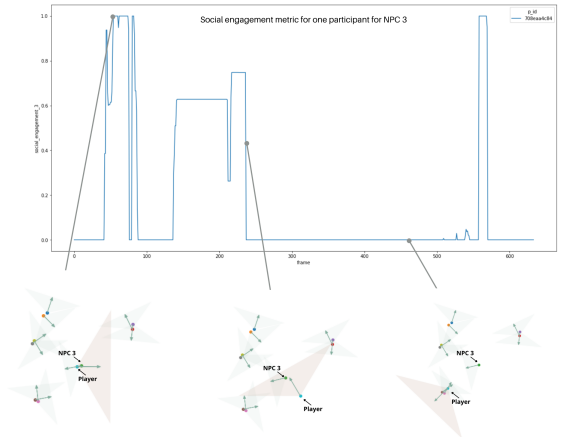 Social engagement metric for one participant for NPC 3
p_id
708eaa4c84
social_engagement_3
1.0
0.8
0.6
0.4
0.2
0.0
0
100
200
300
400
500
600
frame
NPC 3
Player
NPC 3
Player
NPC 3
Player